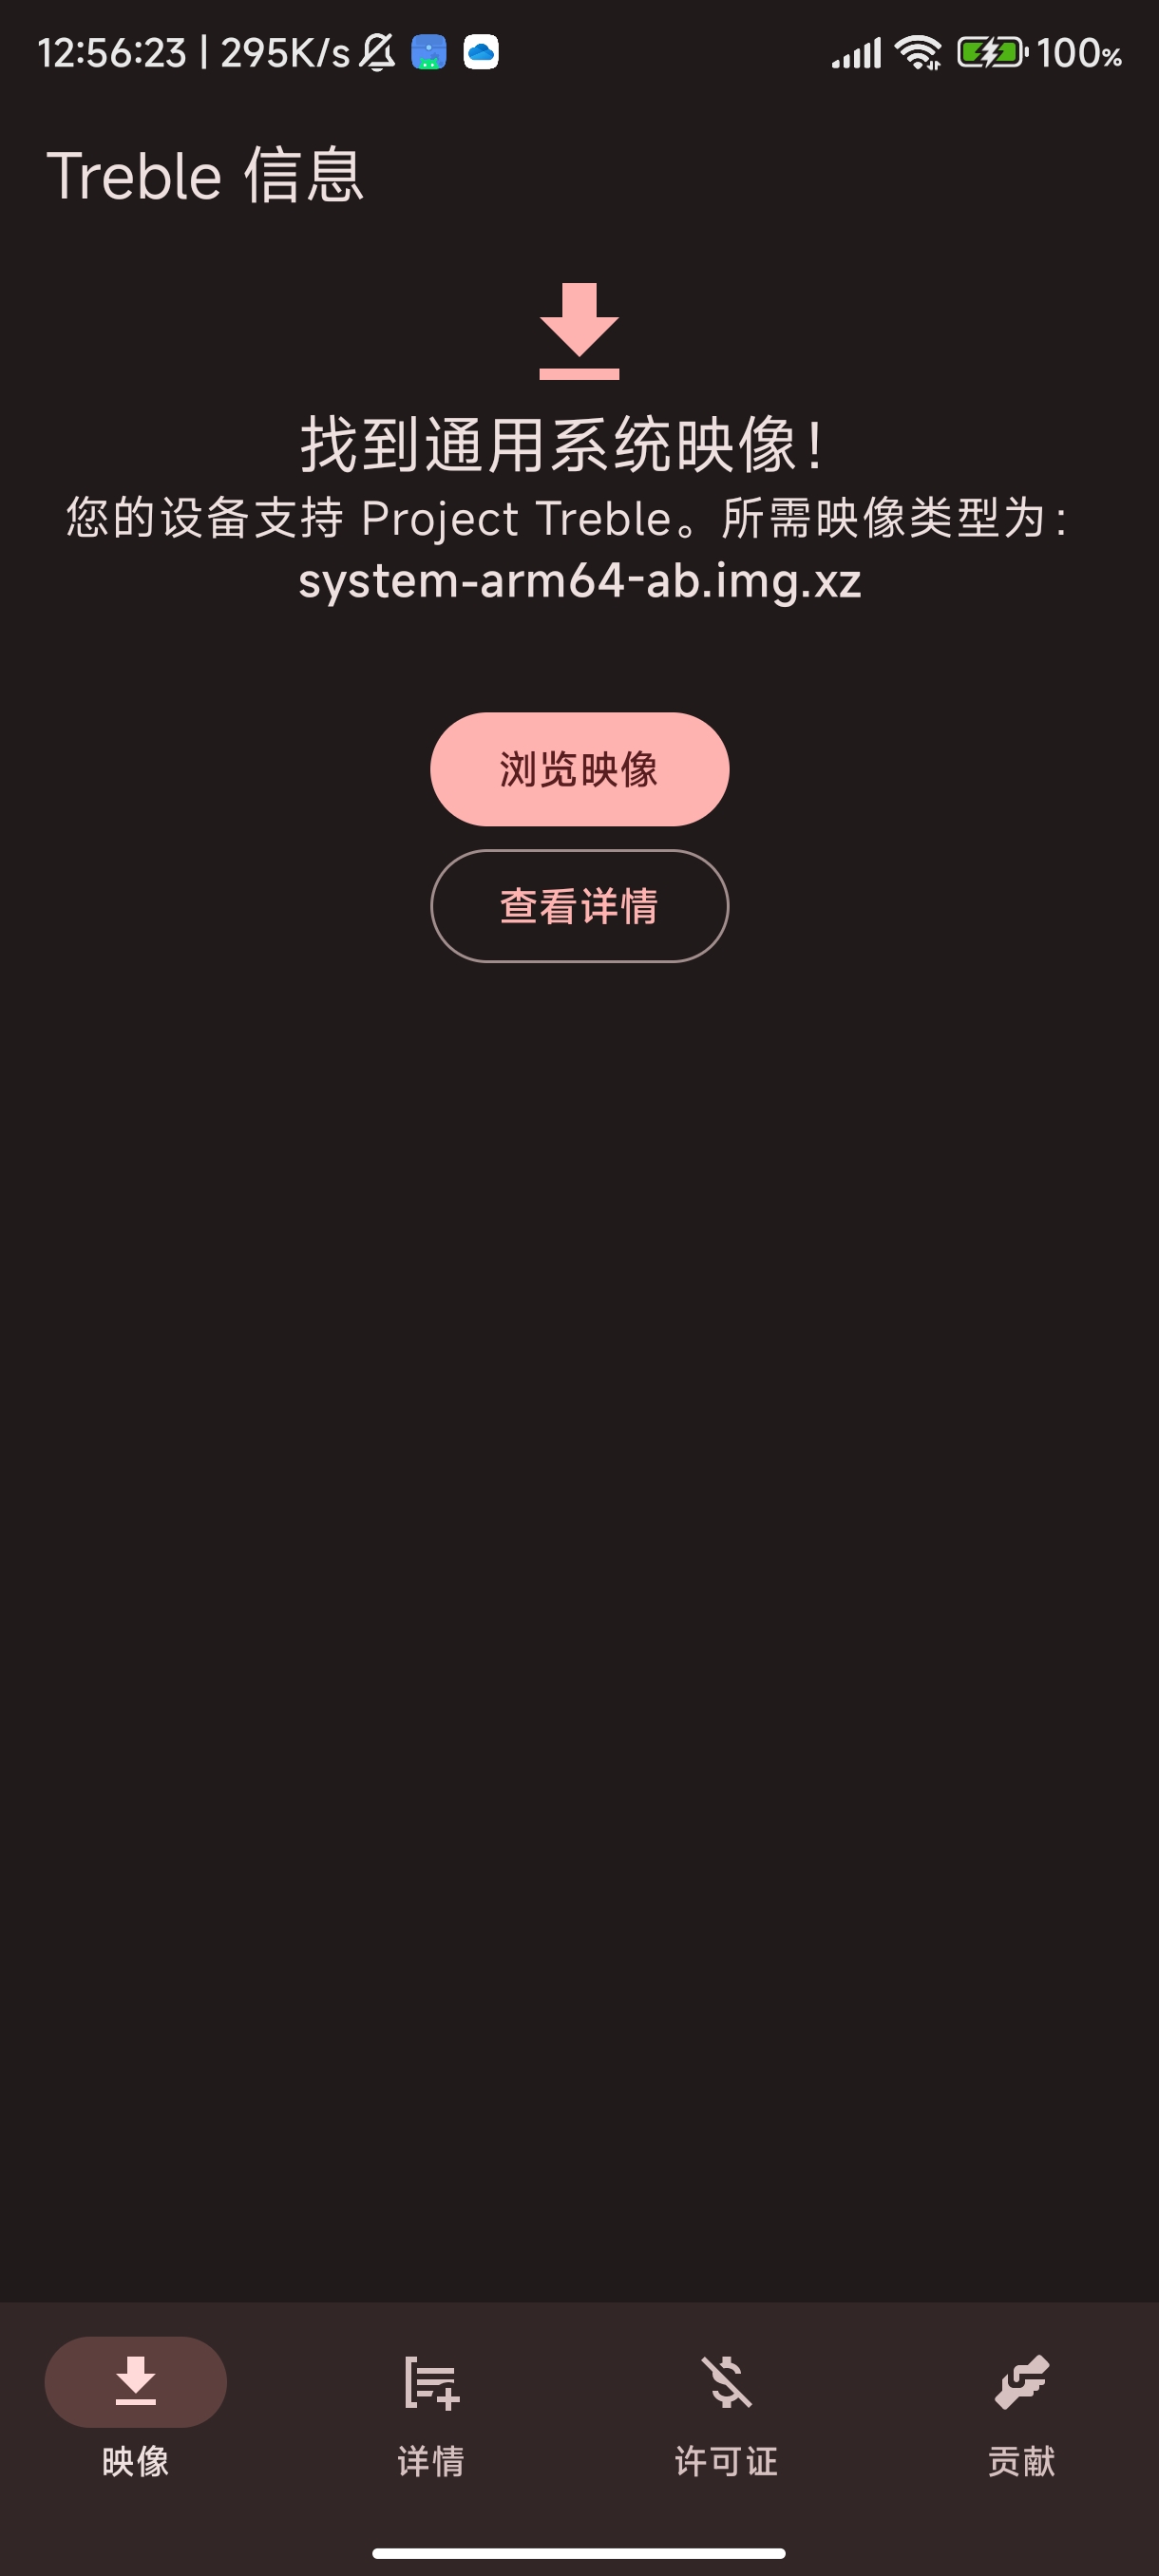 12:56:23 | 295K/s 100%
Treble 信息
找到通用系统映像！
您的设备支持 Project Treble。所需映像类型为：
system-arm64-ab.img.xz
浏览映像
查看详情
映像 详情 许可证 贡献